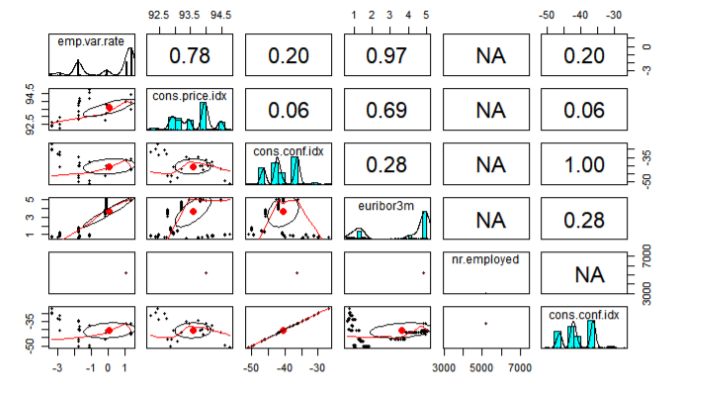 92.5 93.5 94.5 1 2 3 4 5 -50 -40 -30
emp.var.rate 0.78 0.20 0.97 NA 0.20 0 -3
94.5 92.5 cons.price.idx 0.06 0.69 NA 0.06
cons.conf.idx 0.28 NA 1.00 -35 -50
5 3 1 euribor3m NA 0.28
nr.employed NA 7000 3000
-35 -50 cons.conf.idx
-3 -1 0 1 -50 -40 -30 3000 5000 7000